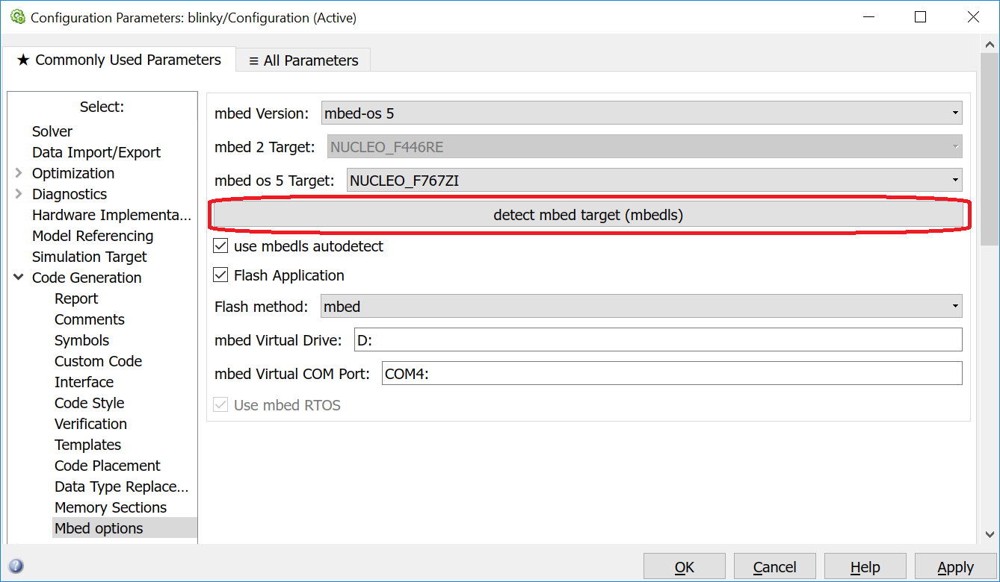 Configuration Parameters: blinky/Configuration (Active)
★ Commonly Used Parameters
≡ All Parameters
Select:
Solver
Data Import/Export
Optimization
Diagnostics
Hardware Implementa...
Model Referencing
Simulation Target
Code Generation
Report
Comments
Symbols
Custom Code
Interface
Code Style
Verification
Templates
Code Placement
Data Type Replace...
Memory Sections
Mbed options
mbed Version: mbed-os 5
mbed 2 Target: NUCLEO_F446RE
mbed os 5 Target: NUCLEO_F767ZI
detect mbed target (mbedls)
use mbedls autodetect
Flash Application
Flash method: mbed
mbed Virtual Drive: D:
mbed Virtual COM Port: COM4:
Use mbed RTOS
?
OK Cancel Help Apply